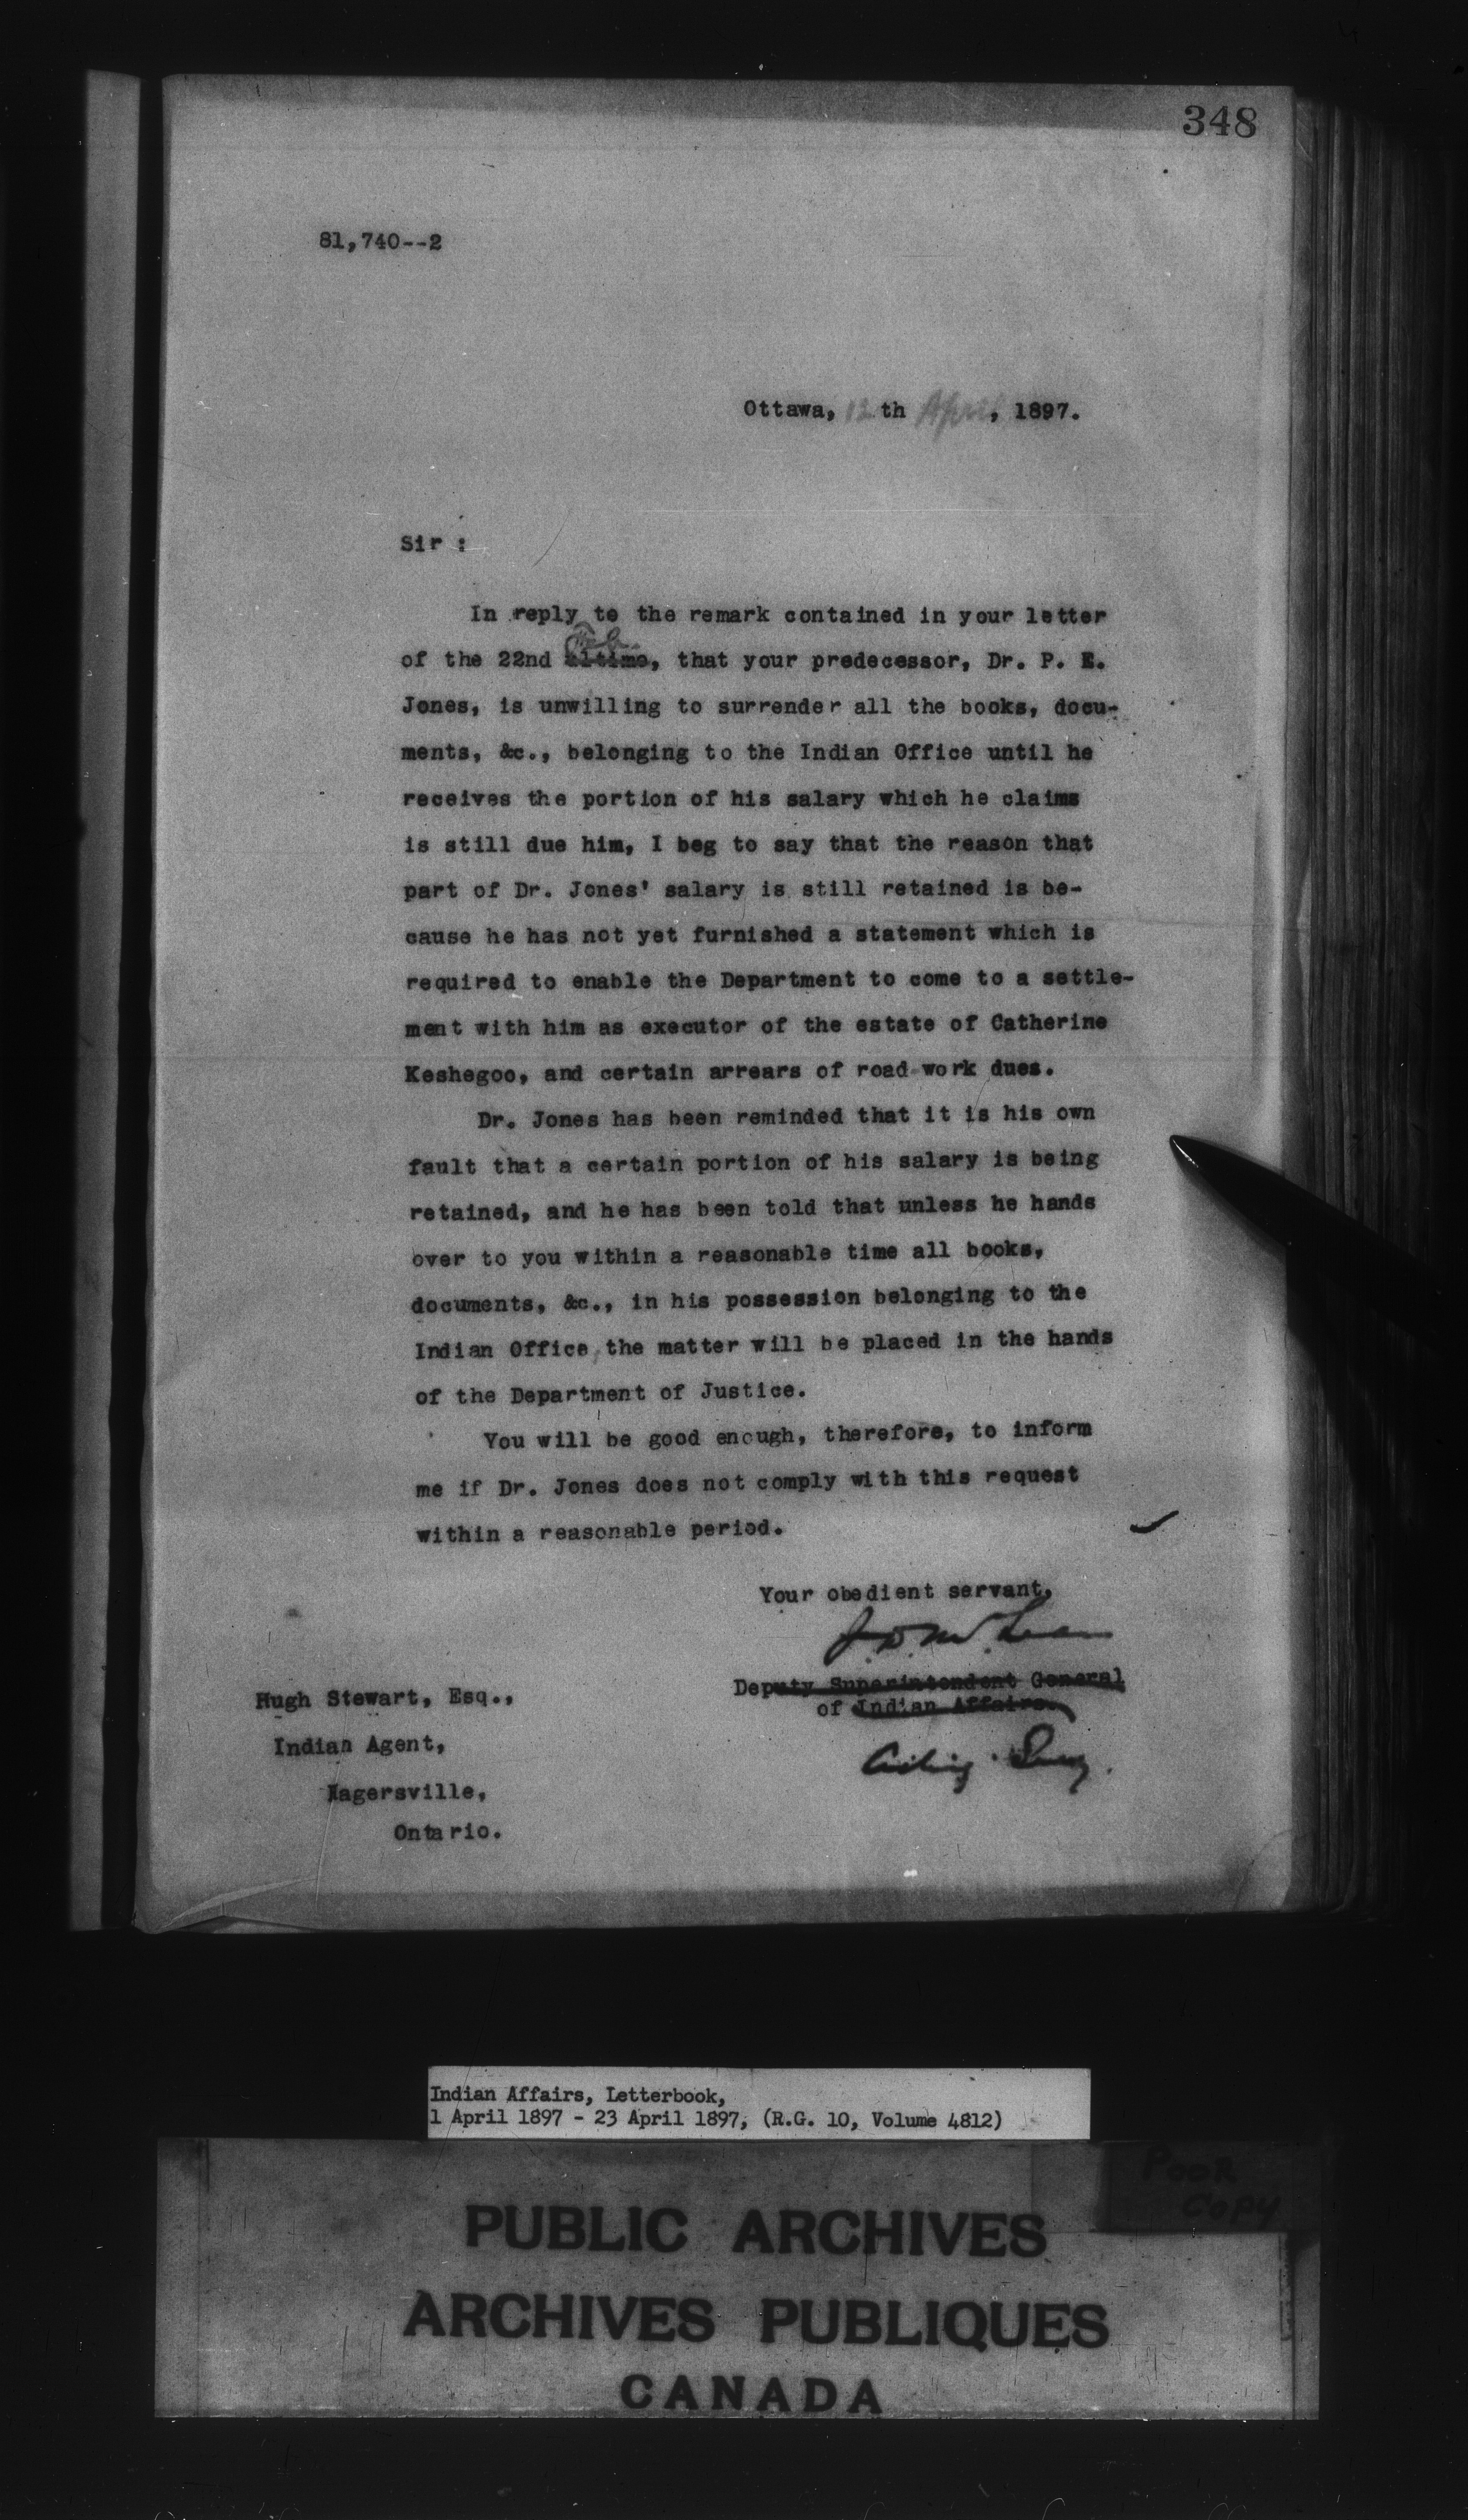 348
81,740--2
Ottawa, 12th April, 1897.
Sir :
In reply to the remark contained in your letter
Feb.
of the 22nd ultimo, that your predecessor, Dr. P. E.
Jones, is unwilling to surrender all the books, docu-
ments, &c., belonging to the Indian Office until he
receives the portion of his salary which he claims
is still due him, I beg to say that the reason that
part of Dr. Jones' salary is still retained is be-
cause he has not yet furnished a statement which is
required to enable the Department to come to a settle-
ment with him as executor of the estate of Catherine
Keshegoo, and certain arrears of road work dues.
Dr. Jones has been reminded that it is his own
fault that a certain portion of his salary is being
retained, and he has been told that unless he hands
over to you within a reasonable time all books,
documents, &c., in his possession belonging to the
Indian Office, the matter will be placed in the hands
of the Department of Justice.
You will be good enough, therefore, to inform
me if Dr. Jones does not comply with this request
within a reasonable period.
Your obedient servant,
J. D. McLean
Deputy Superintendent General
of Indian Affairs.
Acting Secy.
Hugh Stewart, Esq.,
Indian Agent,
Hagersville,
Ontario.
Indian Affairs, Letterbook,
1 April 1897 - 23 April 1897, (R.G. 10, Volume 4812)
POOR
COPY
PUBLIC ARCHIVES
ARCHIVES PUBLIQUES
CANADA